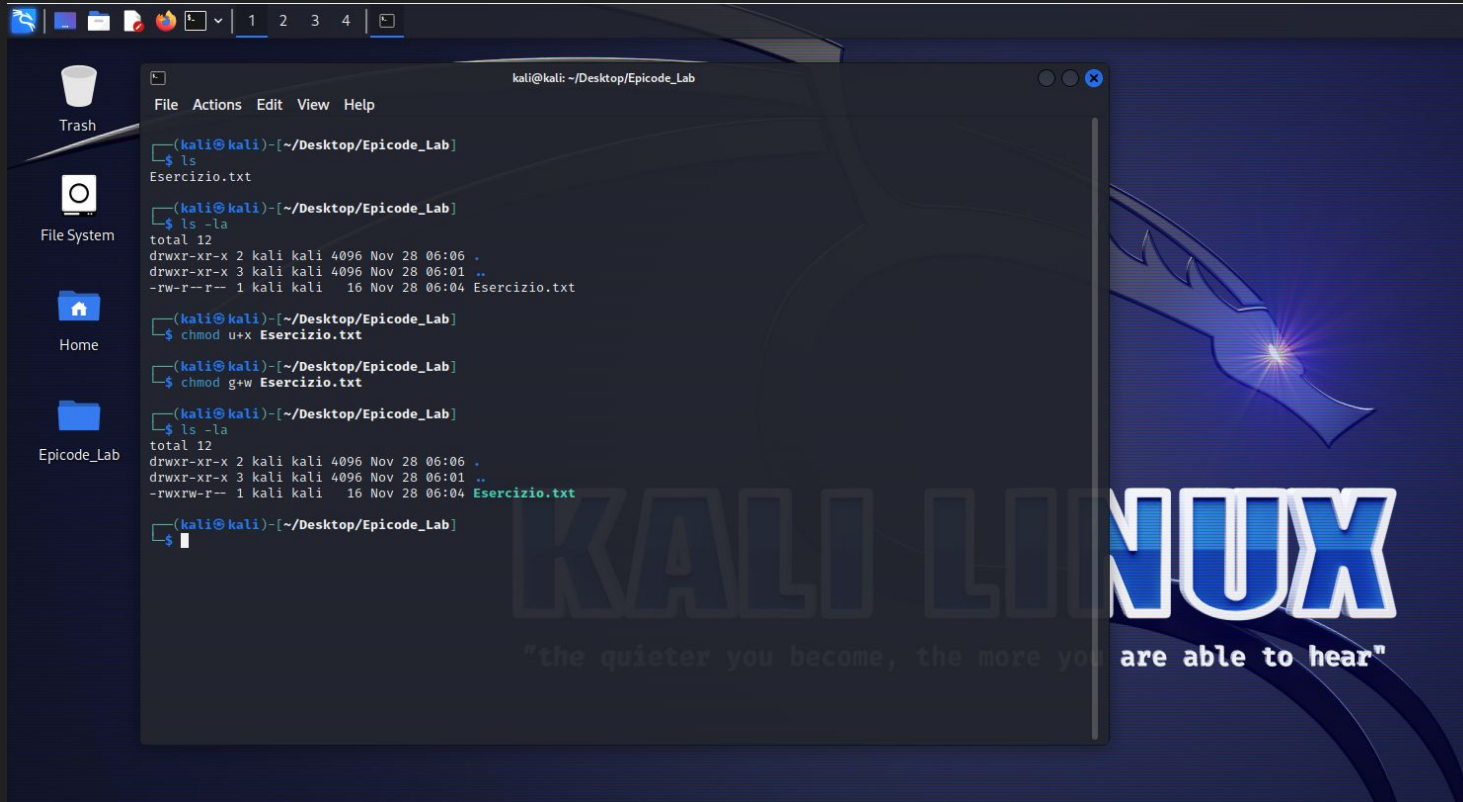 1 2 3 4
kali@kali: ~/Desktop/Epicode_Lab
File Actions Edit View Help
Trash
File System
Home
Epicode_Lab
┌──(kali㉿kali)-[~/Desktop/Epicode_Lab]
└─$ ls
Esercizio.txt
┌──(kali㉿kali)-[~/Desktop/Epicode_Lab]
└─$ ls -la
total 12
drwxr-xr-x 2 kali kali 4096 Nov 28 06:06 .
drwxr-xr-x 3 kali kali 4096 Nov 28 06:01 ..
-rw-r--r-- 1 kali kali   16 Nov 28 06:04 Esercizio.txt
┌──(kali㉿kali)-[~/Desktop/Epicode_Lab]
└─$ chmod u+x Esercizio.txt
┌──(kali㉿kali)-[~/Desktop/Epicode_Lab]
└─$ chmod g+w Esercizio.txt
┌──(kali㉿kali)-[~/Desktop/Epicode_Lab]
└─$ ls -la
total 12
drwxr-xr-x 2 kali kali 4096 Nov 28 06:06 .
drwxr-xr-x 3 kali kali 4096 Nov 28 06:01 ..
-rwxrw-r-- 1 kali kali   16 Nov 28 06:04 Esercizio.txt
┌──(kali㉿kali)-[~/Desktop/Epicode_Lab]
└─$
KALI LINUX
"the quieter you become, the more you are able to hear"